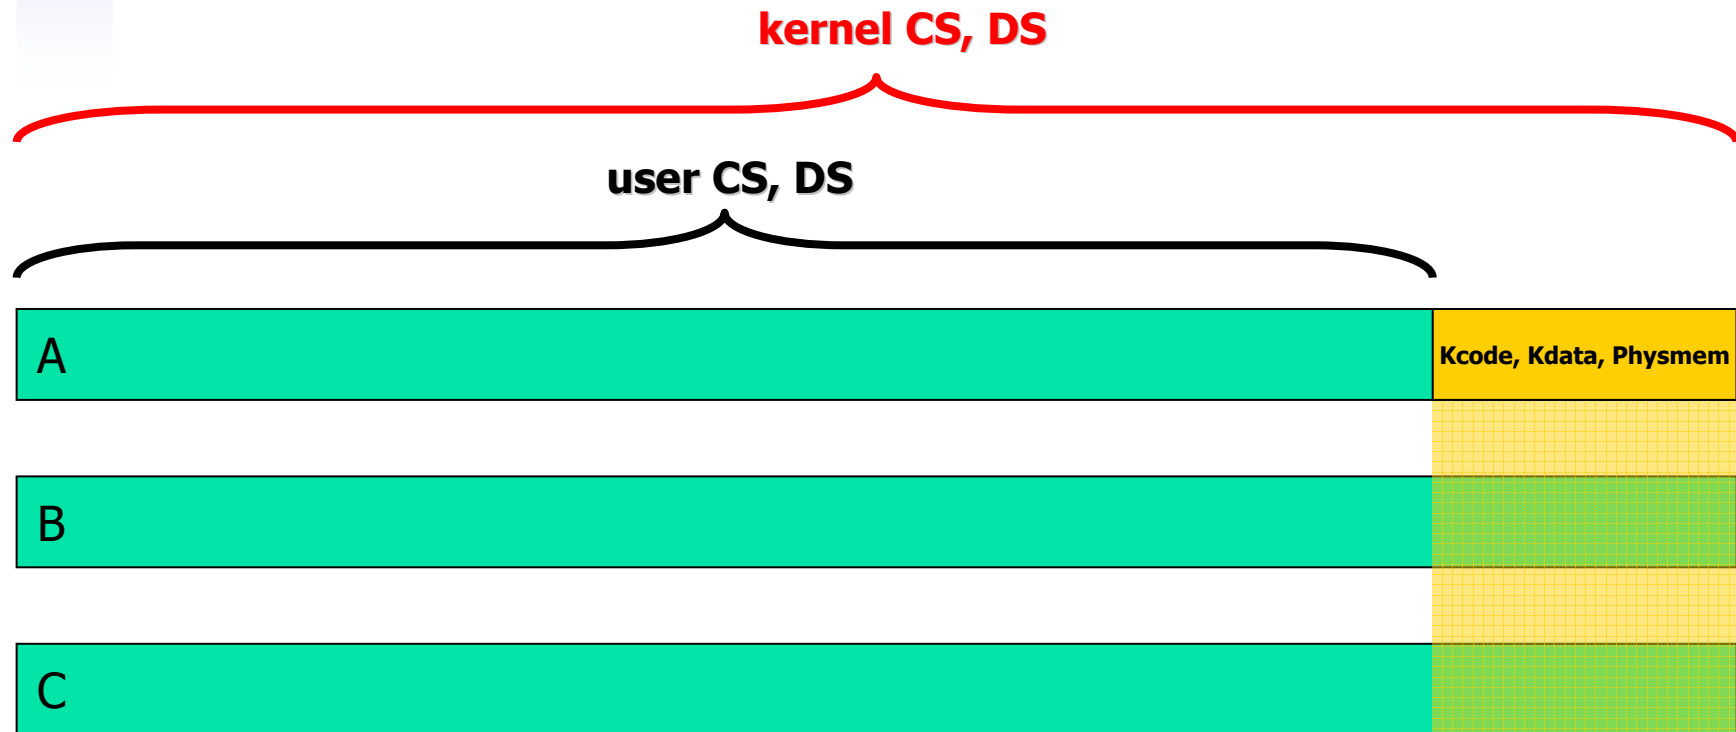 kernel CS, DS
user CS, DS
A
Kcode, Kdata, Physmem
B
C